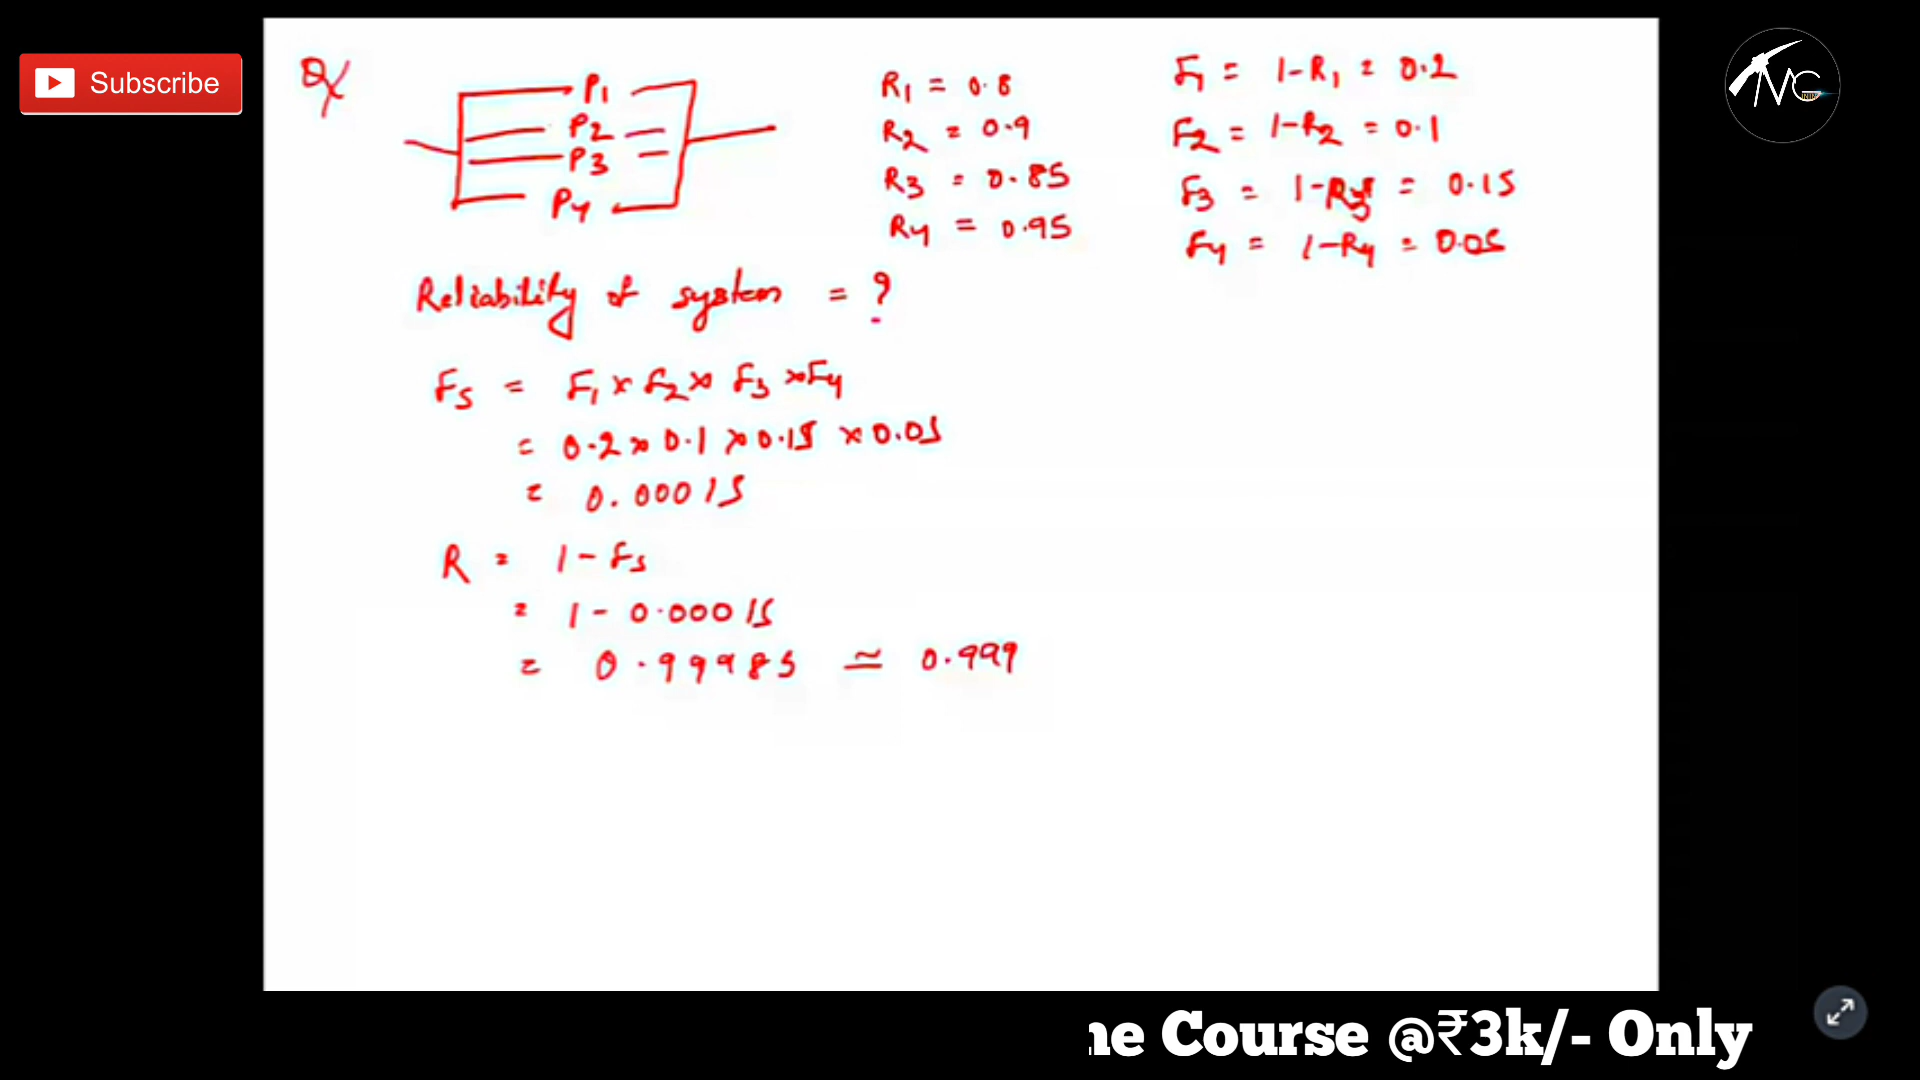 Subscribe
Q/
P1
P2
P3
P4
R1 = 0.8
R2 = 0.9
R3 = 0.85
R4 = 0.95
F1 = 1-R1 = 0.2
F2 = 1-R2 = 0.1
F3 = 1-R3 = 0.15
F4 = 1-R4 = 0.05
Reliability of system = ?
Fs = F1 x F2 x F3 x F4
= 0.2 x 0.1 x 0.15 x 0.05
= 0.00015
R = 1 - Fs
= 1 - 0.00015
= 0.99985 ≃ 0.999
ne Course @₹3k/- Only